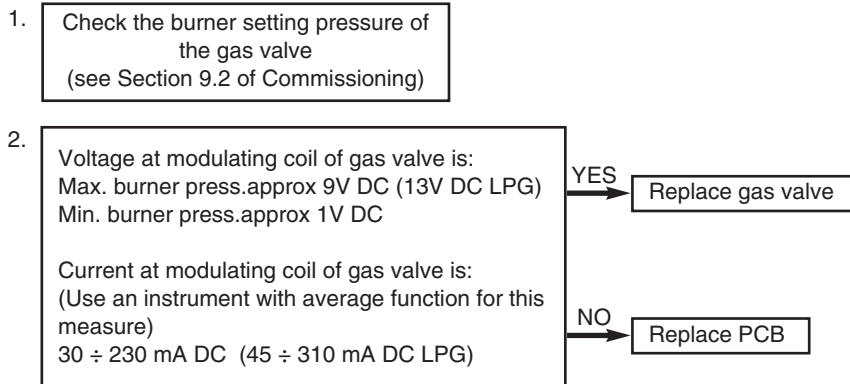 1.
Check the burner setting pressure of
the gas valve
(see Section 9.2 of Commissioning)
2.
Voltage at modulating coil of gas valve is:
Max. burner press.approx 9V DC (13V DC LPG)
Min. burner press.approx 1V DC
YES
Replace gas valve
Current at modulating coil of gas valve is:
(Use an instrument with average function for this
measure)
30 ÷ 230 mA DC (45 ÷ 310 mA DC LPG)
NO
Replace PCB